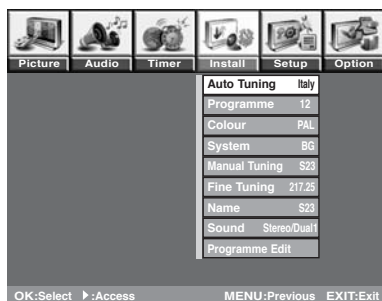 Picture Audio Timer Install Setup Option
Auto Tuning Italy
Programme 12
Colour PAL
System BG
Manual Tuning S23
Fine Tuning 217.25
Name S23
Sound Stereo/Dual1
Programme Edit
OK:Select :Access MENU:Previous EXIT:Exit